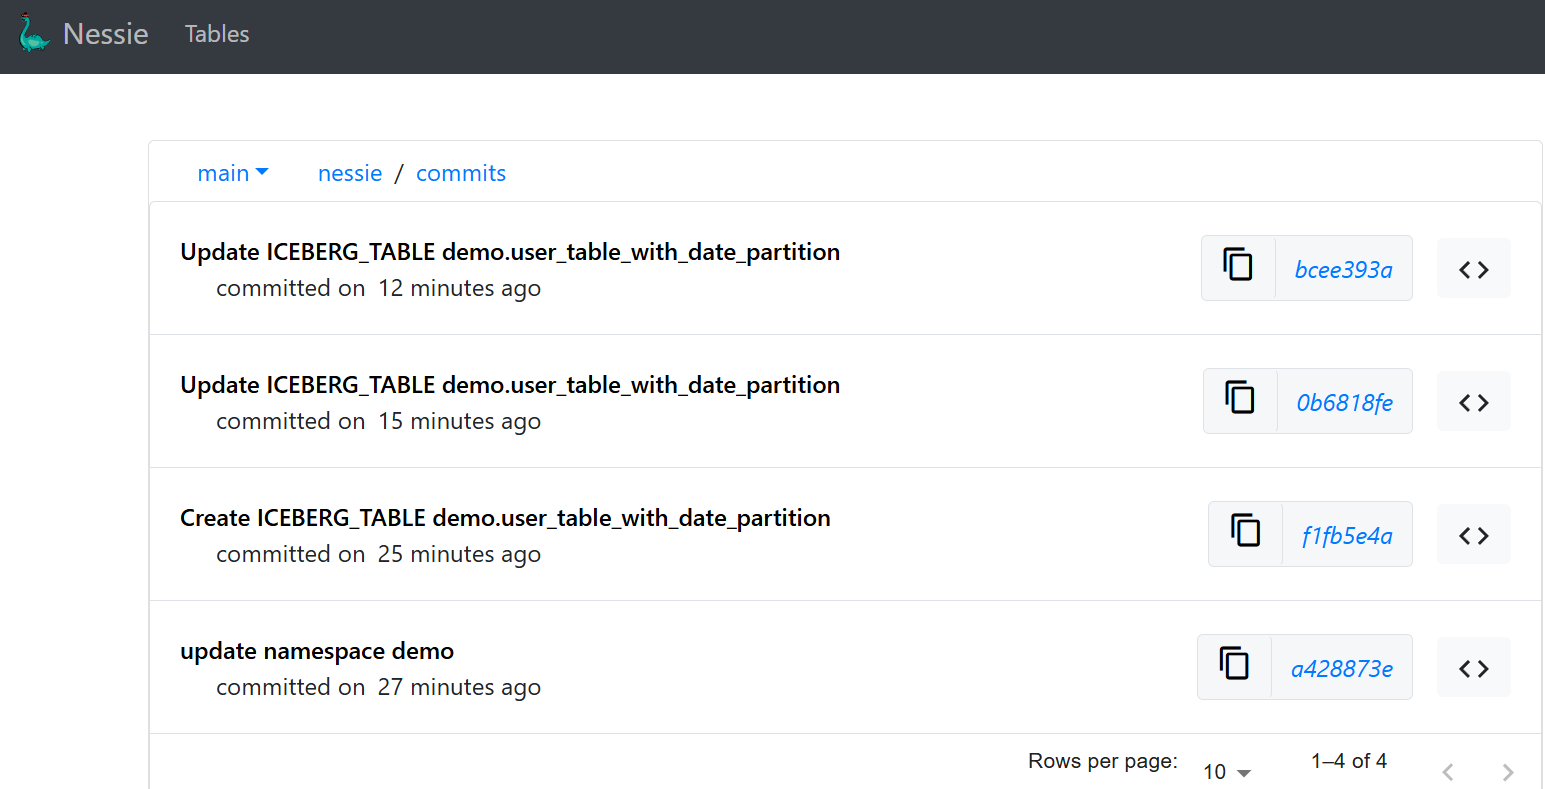 Nessie Tables
main nessie / commits
Update ICEBERG_TABLE demo.user_table_with_date_partition
committed on 12 minutes ago
bcee393a
Update ICEBERG_TABLE demo.user_table_with_date_partition
committed on 15 minutes ago
0b6818fe
Create ICEBERG_TABLE demo.user_table_with_date_partition
committed on 25 minutes ago
f1fb5e4a
update namespace demo
committed on 27 minutes ago
a428873e
Rows per page: 10 1–4 of 4